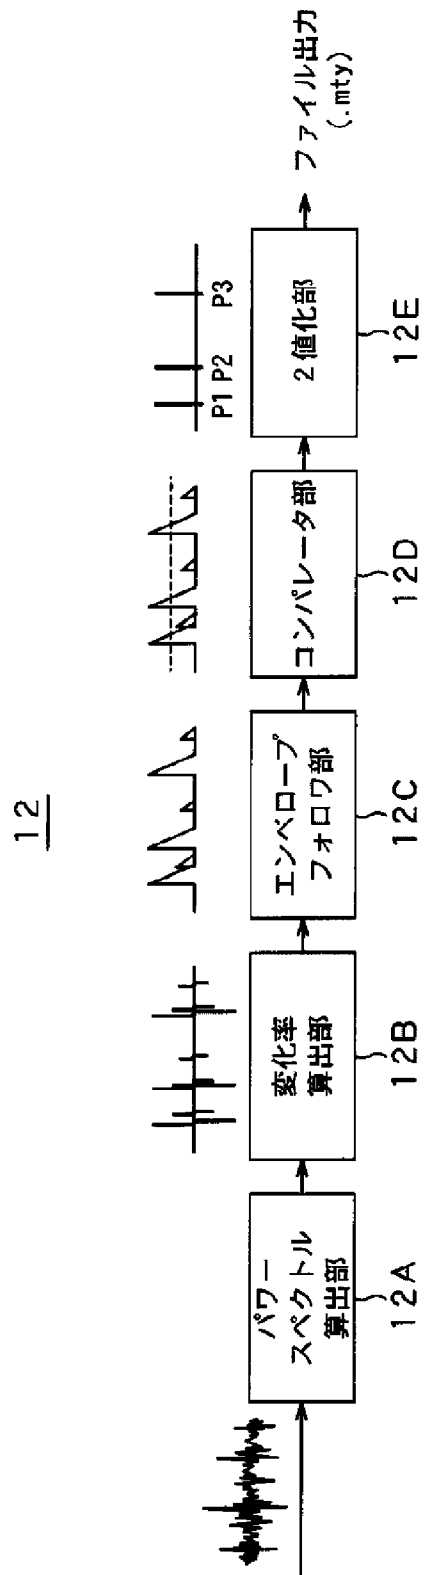 12
パワー
スペクトル
算出部
12A
変化率
算出部
12B
エンベロープ
フォロワ部
12C
コンパレータ部
12D
P1 P2 P3
2値化部
12E
ファイル出力
(.mty)